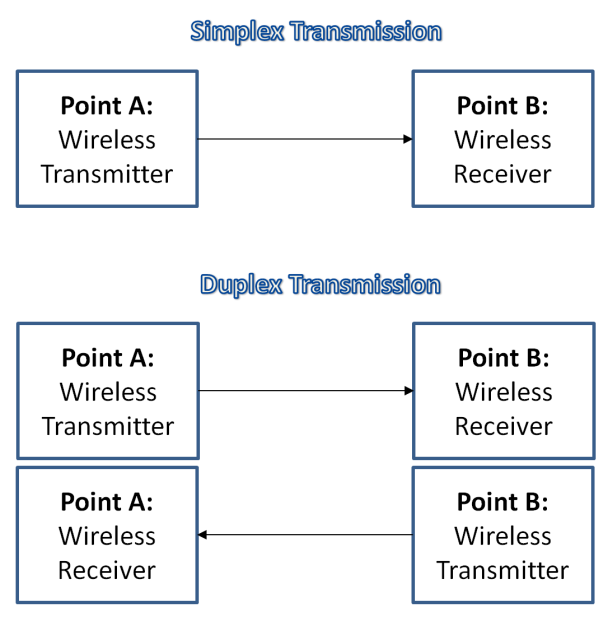 Simplex Transmission
Point A:
Wireless
Transmitter
Point B:
Wireless
Receiver
Duplex Transmission
Point A:
Wireless
Transmitter
Point B:
Wireless
Receiver
Point A:
Wireless
Receiver
Point B:
Wireless
Transmitter